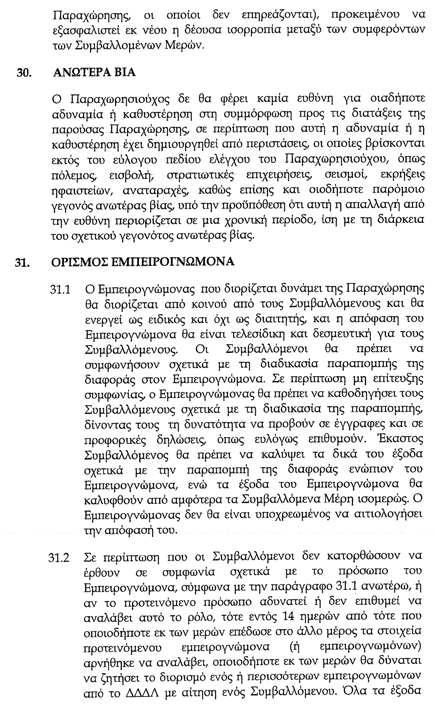 Παραχώρησης, οι οποίοι δεν επηρεάζονται), προκειμένου να
εξασφαλιστεί εκ νέου η δέουσα ισορροπία μεταξύ των συμφερόντων
των Συμβαλλομένων Μερών.
30. ΑΝΩΤΕΡΑ ΒΙΑ
Ο Παραχωρησιούχος δε θα φέρει καμία ευθύνη για οιαδήποτε
αδυναμία ή καθυστέρηση στη συμμόρφωση προς τις διατάξεις της
παρούσας Παραχώρησης, σε περίπτωση που αυτή η αδυναμία ή η
καθυστέρηση έχει δημιουργηθεί από περιστάσεις, οι οποίες βρίσκονται
εκτός του εύλογου πεδίου ελέγχου του Παραχωρησιούχου, όπως
πόλεμος, εισβολή, στρατιωτικές επιχειρήσεις, σεισμοί, εκρήξεις
ηφαιστείων, αναταραχές, καθώς επίσης και οιοδήποτε παρόμοιο
γεγονός ανωτέρας βίας, υπό την προϋπόθεση ότι αυτή η απαλλαγή από
την ευθύνη περιορίζεται σε μια χρονική περίοδο, ίση με τη διάρκεια
του σχετικού γεγονότος ανωτέρας βίας.
31. ΟΡΙΣΜΟΣ ΕΜΠΕΙΡΟΓΝΩΜΟΝΑ
31.1 Ο Εμπειρογνώμονας που διορίζεται δυνάμει της Παραχώρησης
θα διορίζεται από κοινού από τους Συμβαλλόμενους και θα
ενεργεί ως ειδικός και όχι ως διαιτητής, και η απόφαση του
Εμπειρογνώμονα θα είναι τελεσίδικη και δεσμευτική για τους
Συμβαλλόμενους. Οι Συμβαλλόμενοι θα πρέπει να
συμφωνήσουν σχετικά με τη διαδικασία παραπομπής της
διαφοράς στον Εμπειρογνώμονα. Σε περίπτωση μη επίτευξης
συμφωνίας, ο Εμπειρογνώμονας θα πρέπει να καθοδηγήσει τους
Συμβαλλόμενους σχετικά με τη διαδικασία της παραπομπής,
δίνοντας τους τη δυνατότητα να προβούν σε έγγραφες και σε
προφορικές δηλώσεις, όπως ευλόγως επιθυμούν. Έκαστος
Συμβαλλόμενος θα πρέπει να καλύψει τα δικά του έξοδα
σχετικά με την παραπομπή της διαφοράς ενώπιον του
Εμπειρογνώμονα, ενώ τα έξοδα του Εμπειρογνώμονα θα
καλυφθούν από αμφότερα τα Συμβαλλόμενα Μέρη ισομερώς. Ο
Εμπειρογνώμονας δεν θα είναι υποχρεωμένος να αιτιολογήσει
την απόφασή του.
31.2 Σε περίπτωση που οι Συμβαλλόμενοι δεν κατορθώσουν να
έρθουν σε συμφωνία σχετικά με το πρόσωπο του
Εμπειρογνώμονα, σύμφωνα με την παράγραφο 31.1 ανωτέρω, ή
αν το προτεινόμενο πρόσωπο αδυνατεί ή δεν επιθυμεί να
αναλάβει αυτό το ρόλο, τότε εντός 14 ημερών από τότε που
οποιοδήποτε εκ των μερών επέδωσε στο άλλο μέρος τα στοιχεία
προτεινόμενου εμπειρογνώμονα (ή εμπειρογνωμόνων)
αρνήθηκε να αναλάβει, οποιοδήποτε εκ των μερών θα δύναται
να ζητήσει το διορισμό ενός ή περισσότερων εμπειρογνωμόνων
από το ΔΔΔΛ με αίτηση ενός Συμβαλλομένου. Όλα τα έξοδα